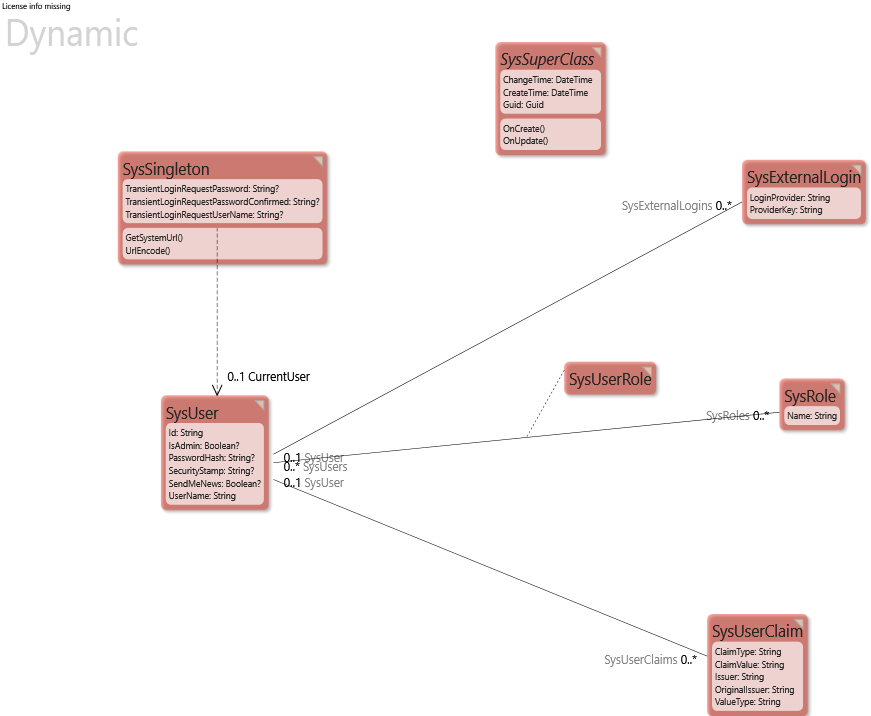 License info missing
Dynamic
SysSuperClass
ChangeTime: DateTime
CreateTime: DateTime
Guid: Guid
OnCreate()
OnUpdate()
SysSingleton
TransientLoginRequestPassword: String?
TransientLoginRequestPasswordConfirmed: String?
TransientLoginRequestUserName: String?
GetSystemUrl()
UrlEncode()
SysExternalLogin
LoginProvider: String
ProviderKey: String
SysExternalLogins 0..*
0..1 CurrentUser
SysUserRole
SysRole
Name: String
SysRoles 0..*
SysUser
Id: String
IsAdmin: Boolean?
PasswordHash: String?
SecurityStamp: String?
SendMeNews: Boolean?
UserName: String
0..1 SysUser
0..* SysUsers
0..1 SysUser
SysUserClaim
ClaimType: String
ClaimValue: String
Issuer: String
OriginalIssuer: String
ValueType: String
SysUserClaims 0..*